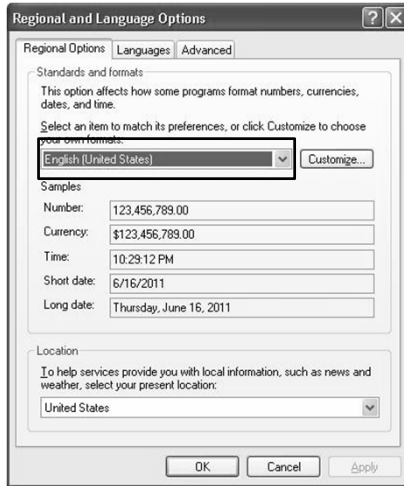 Regional and Language Options
Regional Options Languages Advanced
Standards and formats
This option affects how some programs format numbers, currencies,
dates, and time.
Select an item to match its preferences, or click Customize to choose
your own formats:
English (United States) Customize...
Samples
Number: 123,456,789.00
Currency: $123,456,789.00
Time: 10:29:12 PM
Short date: 6/16/2011
Long date: Thursday, June 16, 2011
Location
To help services provide you with local information, such as news and
weather, select your present location:
United States
OK Cancel Apply